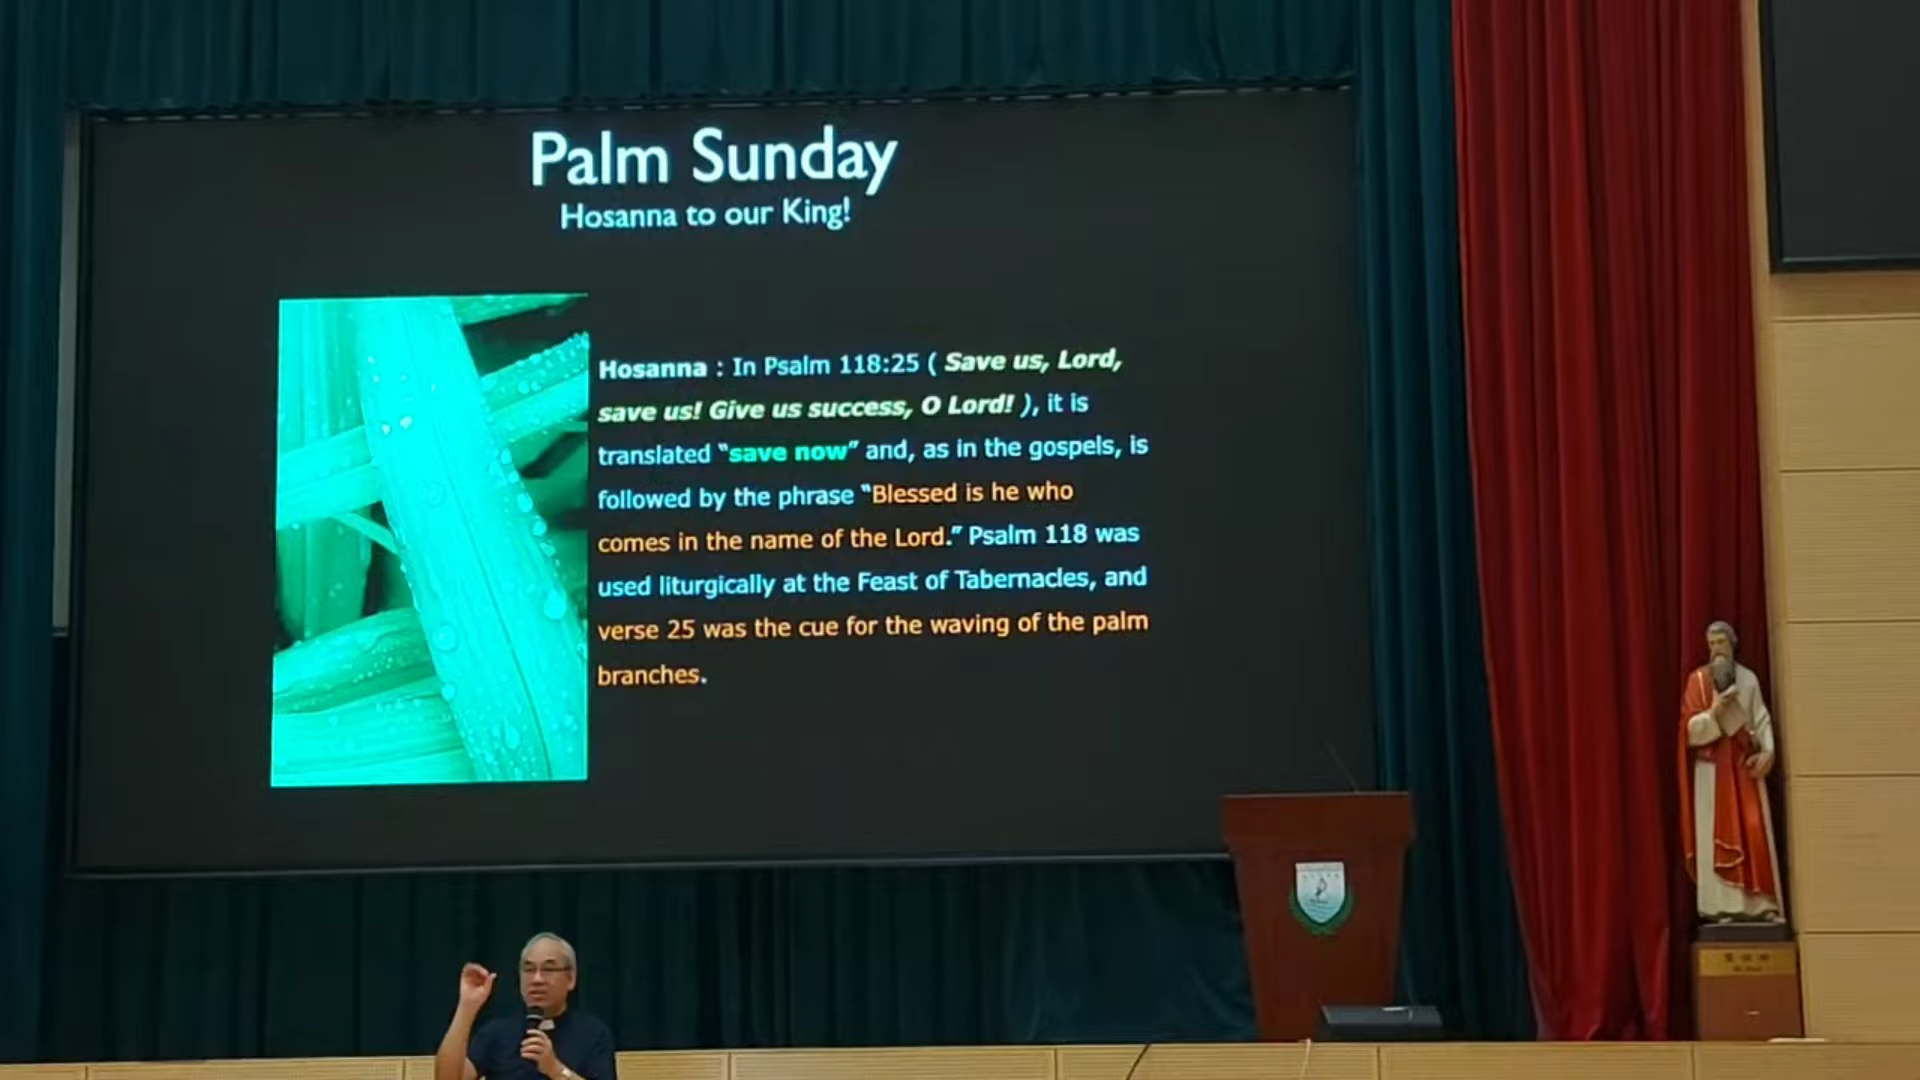 Palm Sunday
Hosanna to our King!
Hosanna : In Psalm 118:25 ( Save us, Lord,
save us! Give us success, O Lord! ), it is
translated “save now” and, as in the gospels, is
followed by the phrase “Blessed is he who
comes in the name of the Lord.” Psalm 118 was
used liturgically at the Feast of Tabernacles, and
verse 25 was the cue for the waving of the palm
branches.